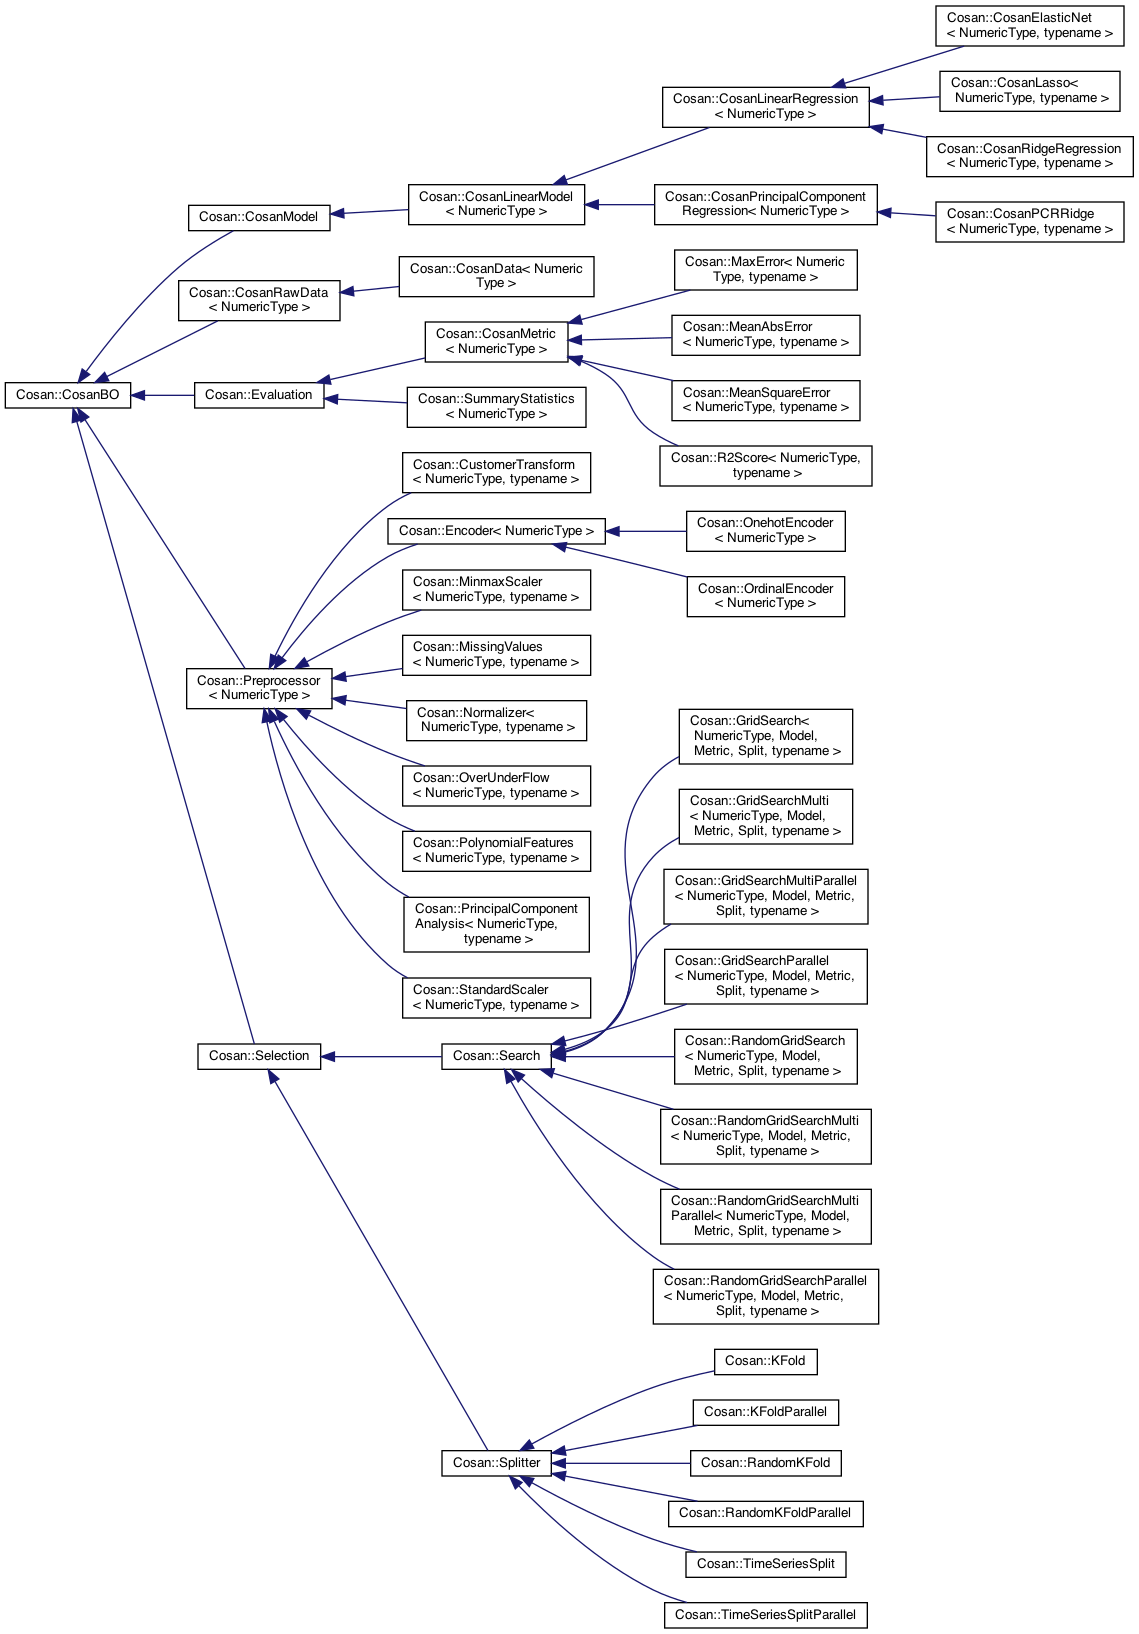 Cosan::CosanElasticNet
< NumericType, typename >
Cosan::CosanLasso<
NumericType, typename >
Cosan::CosanLinearRegression
< NumericType >
Cosan::CosanRidgeRegression
< NumericType, typename >
Cosan::CosanLinearModel
< NumericType >
Cosan::CosanPrincipalComponent
Regression< NumericType >
Cosan::CosanModel
Cosan::CosanPCRRidge
< NumericType, typename >
Cosan::MaxError< Numeric
Type, typename >
Cosan::CosanData< Numeric
Type >
Cosan::CosanRawData
< NumericType >
Cosan::MeanAbsError
< NumericType, typename >
Cosan::CosanMetric
< NumericType >
Cosan::CosanBO
Cosan::Evaluation
Cosan::MeanSquareError
< NumericType, typename >
Cosan::SummaryStatistics
< NumericType >
Cosan::R2Score< NumericType,
typename >
Cosan::CustomerTransform
< NumericType, typename >
Cosan::Encoder< NumericType >
Cosan::OnehotEncoder
< NumericType >
Cosan::MinmaxScaler
< NumericType, typename >
Cosan::OrdinalEncoder
< NumericType >
Cosan::MissingValues
< NumericType, typename >
Cosan::Preprocessor
< NumericType >
Cosan::Normalizer<
NumericType, typename >
Cosan::GridSearch<
NumericType, Model,
Metric, Split, typename >
Cosan::OverUnderFlow
< NumericType, typename >
Cosan::GridSearchMulti
< NumericType, Model,
Metric, Split, typename >
Cosan::PolynomialFeatures
< NumericType, typename >
Cosan::GridSearchMultiParallel
< NumericType, Model, Metric,
Split, typename >
Cosan::PrincipalComponent
Analysis< NumericType,
typename >
Cosan::GridSearchParallel
< NumericType, Model, Metric,
Split, typename >
Cosan::StandardScaler
< NumericType, typename >
Cosan::Selection
Cosan::Search
Cosan::RandomGridSearch
< NumericType, Model,
Metric, Split, typename >
Cosan::RandomGridSearchMulti
< NumericType, Model, Metric,
Split, typename >
Cosan::RandomGridSearchMulti
Parallel< NumericType, Model,
Metric, Split, typename >
Cosan::RandomGridSearchParallel
< NumericType, Model, Metric,
Split, typename >
Cosan::KFold
Cosan::KFoldParallel
Cosan::Splitter
Cosan::RandomKFold
Cosan::RandomKFoldParallel
Cosan::TimeSeriesSplit
Cosan::TimeSeriesSplitParallel